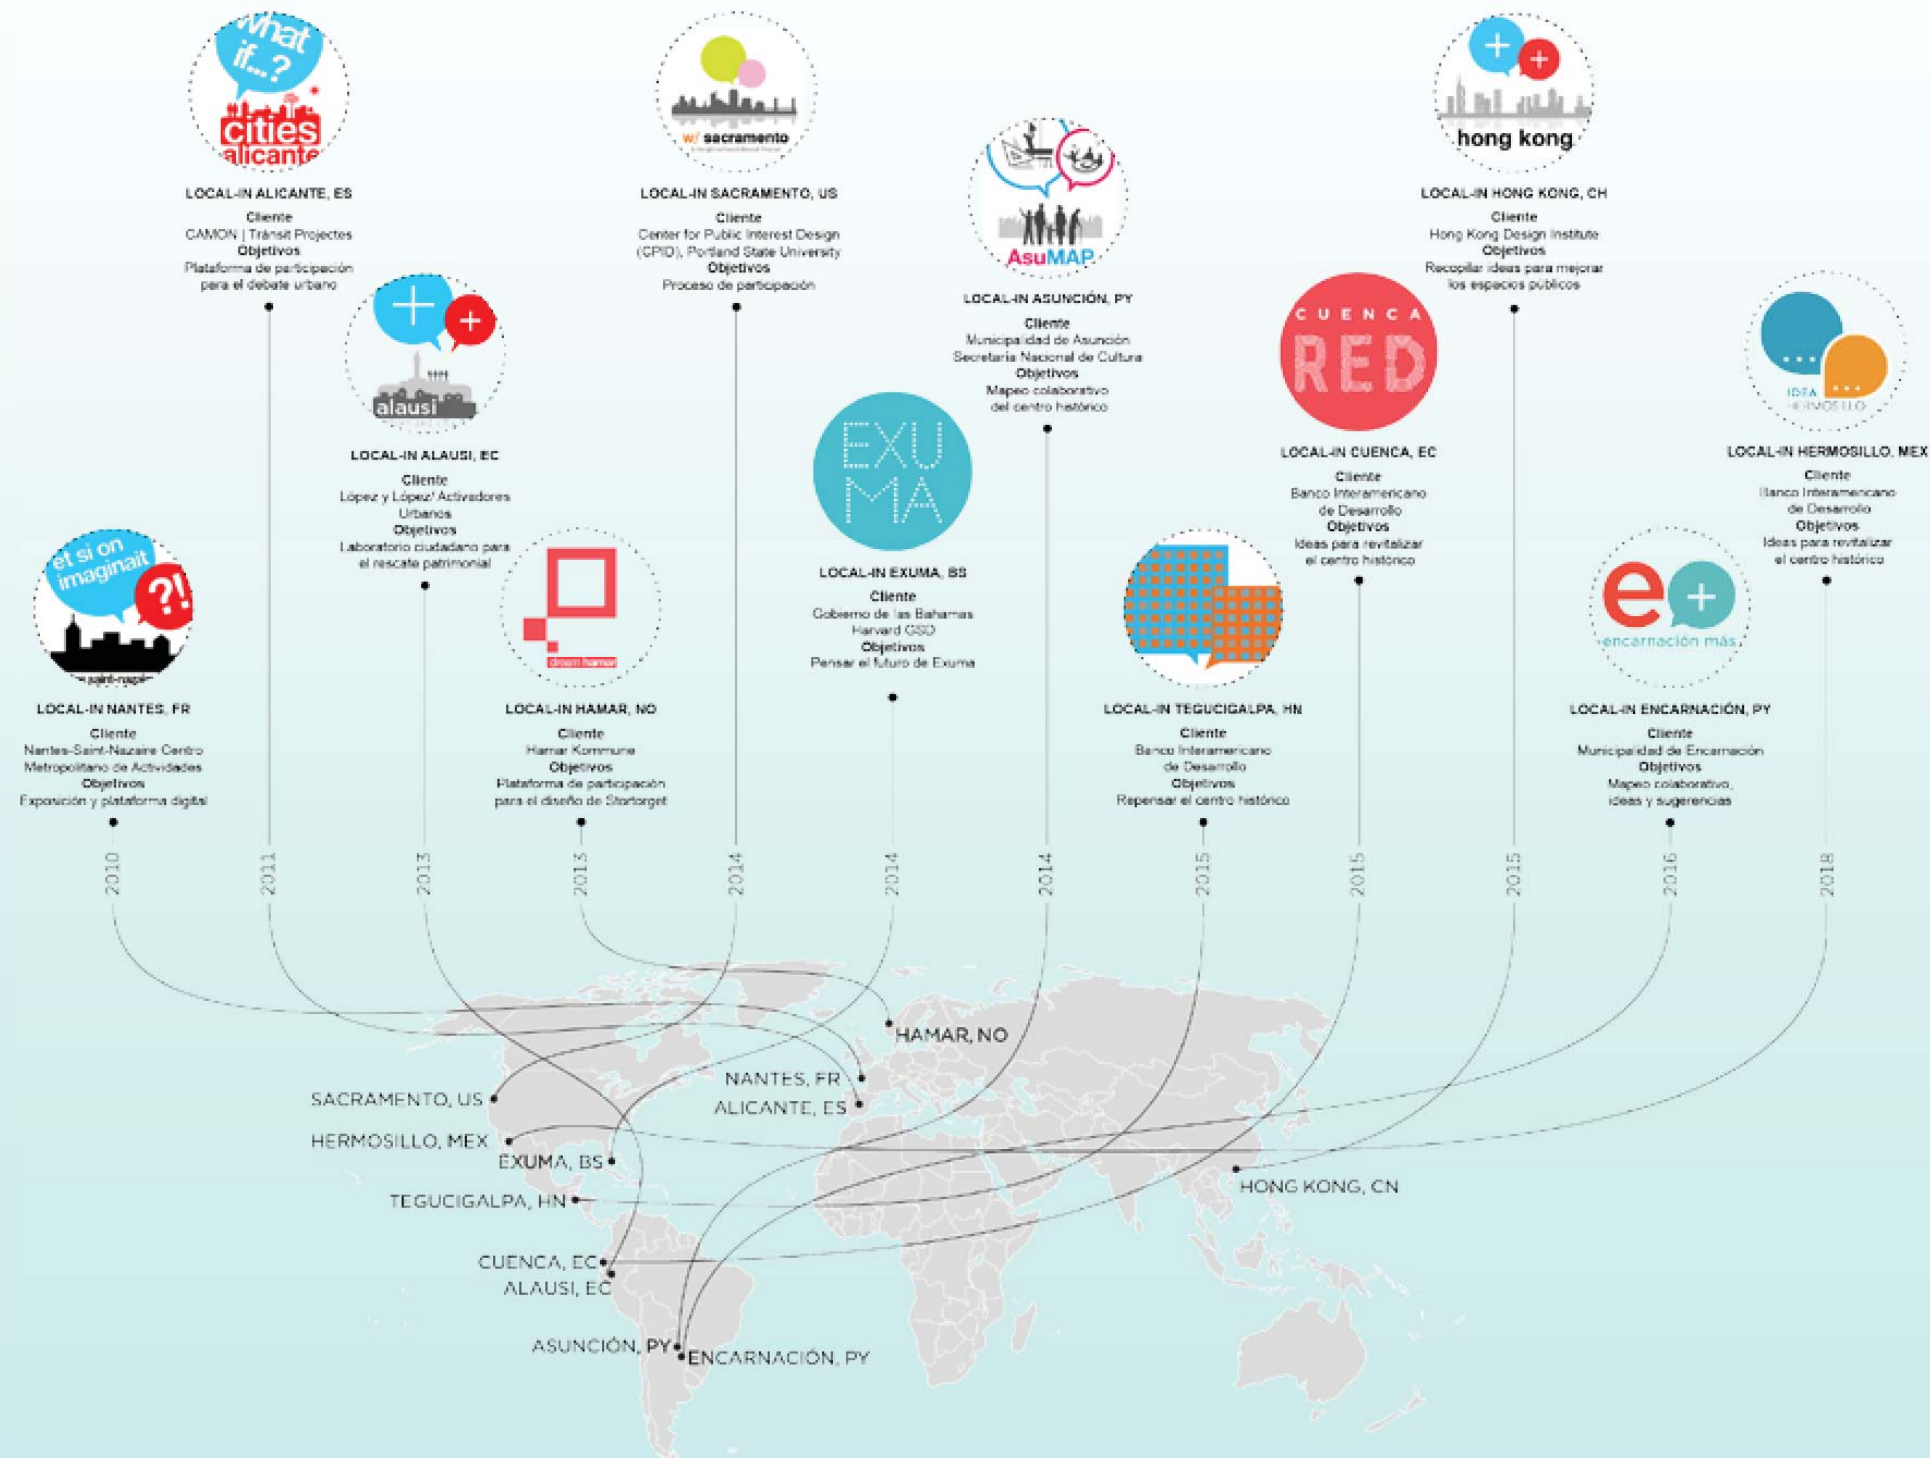 what
if...?
cities
alicante
LOCAL-IN ALICANTE, ES
Cliente
CAMON | Tránsit Projectes
Objetivos
Plataforma de participación
para el debate urbano
w/ sacramento
LOCAL-IN SACRAMENTO, US
Cliente
Center for Public Interest Design
(CPID), Portland State University
Objetivos
Proceso de participación
AsuMAP
LOCAL-IN ASUNCIÓN, PY
Cliente
Municipalidad de Asunción
Secretaría Nacional de Cultura
Objetivos
Mapeo colaborativo
del centro histórico
hong kong
LOCAL-IN HONG KONG, CH
Cliente
Hong Kong Design Institute
Objetivos
Recopilar ideas para mejorar
los espacios públicos
alausi
LOCAL-IN ALAUSI, EC
Cliente
López y López/ Activadores
Urbanos
Objetivos
Laboratorio ciudadano para
el rescate patrimonial
EXU
MA
LOCAL-IN EXUMA, BS
Cliente
Gobierno de las Bahamas
Harvard GSD
Objetivos
Pensar el futuro de Exuma
CUENCA
RED
LOCAL-IN CUENCA, EC
Cliente
Banco Interamericano
de Desarrollo
Objetivos
Ideas para revitalizar
el centro histórico
IDEA
HERMOSILLO
LOCAL-IN HERMOSILLO, MEX
Cliente
Banco Interamericano
de Desarrollo
Objetivos
Ideas para revitalizar
el centro histórico
et si on
imaginait
?!
saint-nazaire
LOCAL-IN NANTES, FR
Cliente
Nantes-Saint-Nazaire Centro
Metropolitano de Actividades
Objetivos
Exposición y plataforma digital
dream hamar
LOCAL-IN HAMAR, NO
Cliente
Hamar Kommune
Objetivos
Plataforma de participación
para el diseño de Stortorget
LOCAL-IN TEGUCIGALPA, HN
Cliente
Banco Interamericano
de Desarrollo
Objetivos
Repensar el centro histórico
e+
encarnación más
LOCAL-IN ENCARNACIÓN, PY
Cliente
Municipalidad de Encarnación
Objetivos
Mapeo colaborativo,
ideas y sugerencias
2010
2011
2013
2013
2014
2014
2014
2015
2015
2015
2016
2018
HAMAR, NO
NANTES, FR
SACRAMENTO, US
ALICANTE, ES
HERMOSILLO, MEX
EXUMA, BS
HONG KONG, CN
TEGUCIGALPA, HN
CUENCA, EC
ALAUSI, EC
ASUNCIÓN, PY
ENCARNACIÓN, PY